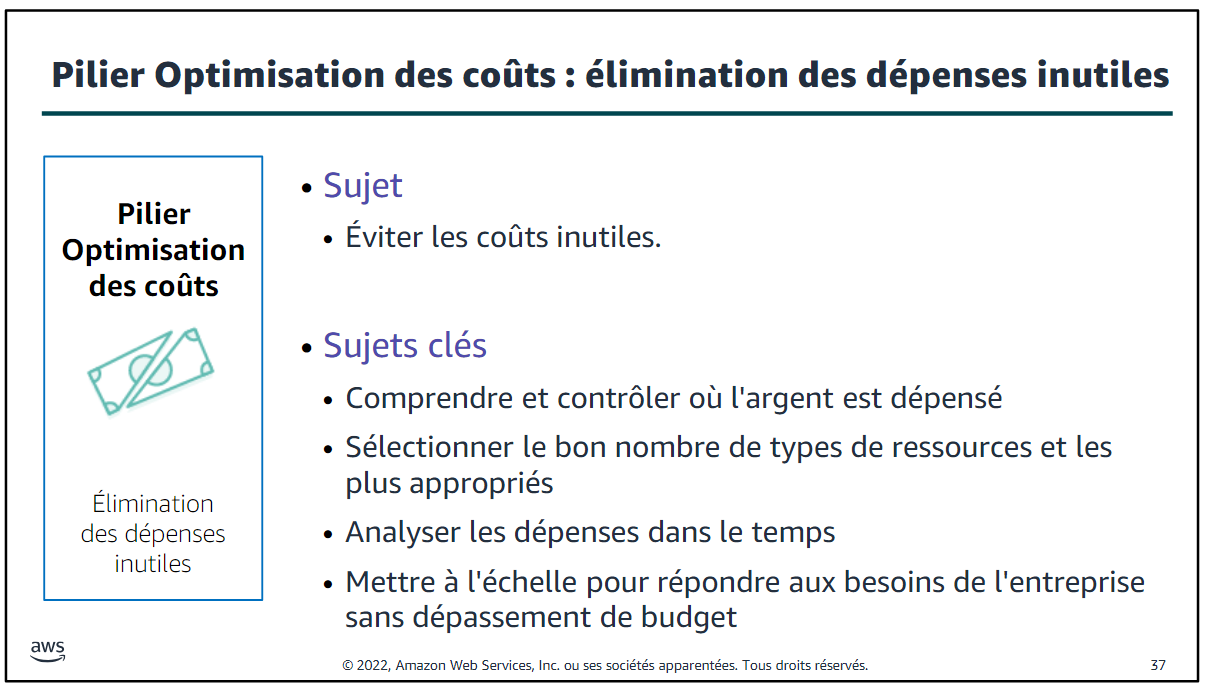 Pilier Optimisation des coûts : élimination des dépenses inutiles
Pilier
Optimisation
des coûts
Élimination
des dépenses
inutiles
• Sujet
• Éviter les coûts inutiles.
• Sujets clés
• Comprendre et contrôler où l'argent est dépensé
• Sélectionner le bon nombre de types de ressources et les
plus appropriés
• Analyser les dépenses dans le temps
• Mettre à l'échelle pour répondre aux besoins de l'entreprise
sans dépassement de budget
aws
© 2022, Amazon Web Services, Inc. ou ses sociétés apparentées. Tous droits réservés.
37